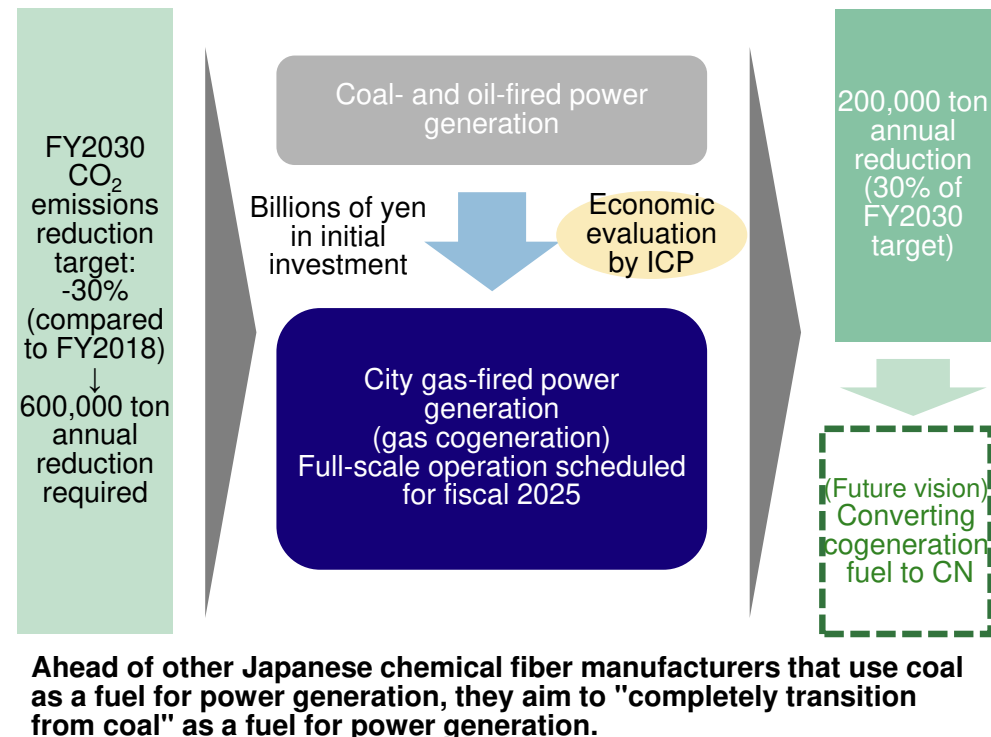 FY2030
CO₂
emissions
reduction
target:
-30%
(compared
to FY2018)
↓
600,000 ton
annual
reduction
required
Coal- and oil-fired power
generation
Billions of yen
in initial
investment
Economic
evaluation
by ICP
City gas-fired power
generation
(gas cogeneration)
Full-scale operation scheduled
for fiscal 2025
200,000 ton
annual
reduction
(30% of
FY2030
target)
(Future vision)
Converting
cogeneration
fuel to CN
Ahead of other Japanese chemical fiber manufacturers that use coal
as a fuel for power generation, they aim to "completely transition
from coal" as a fuel for power generation.